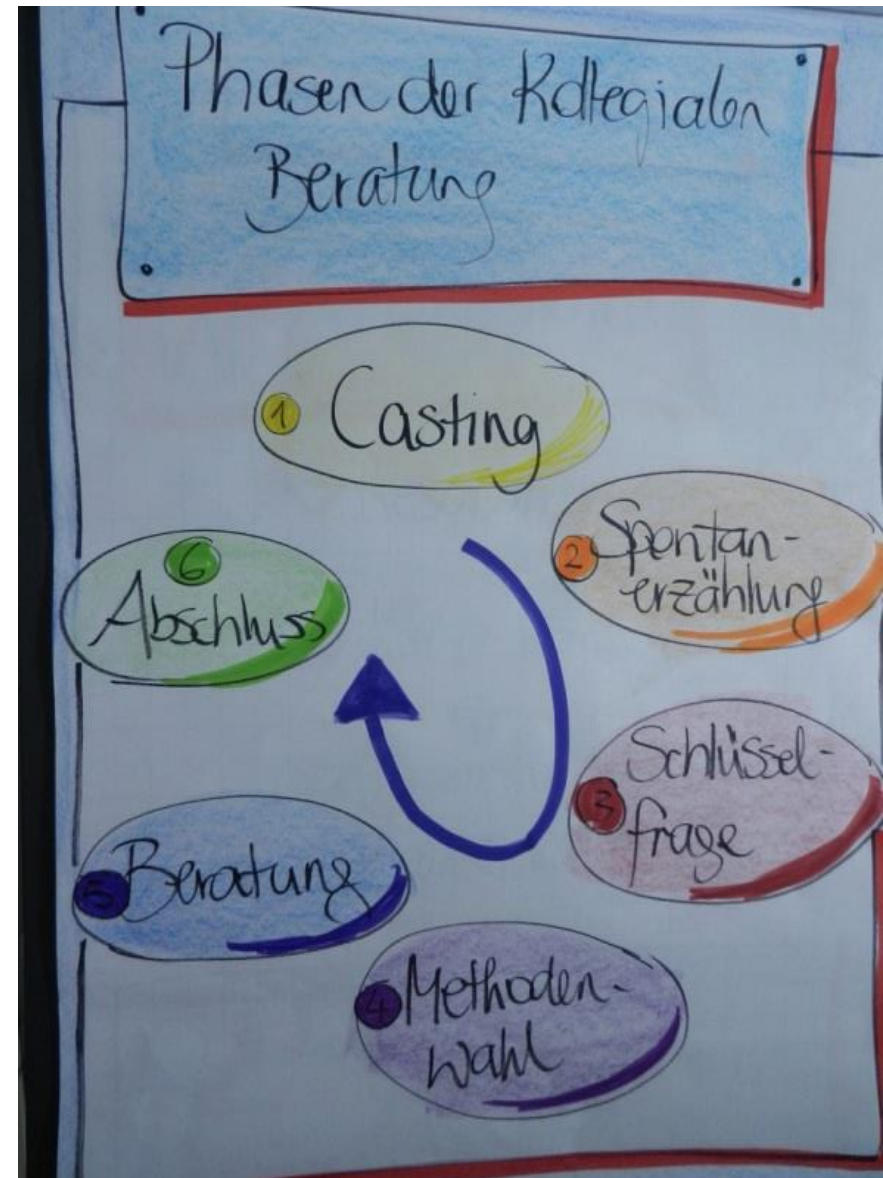 Phasen der Kollegialen
Beratung
1 Casting
2 Spontan-
erzählung
3 Schlüssel-
frage
4 Methoden-
wahl
5 Beratung
6 Abschluss